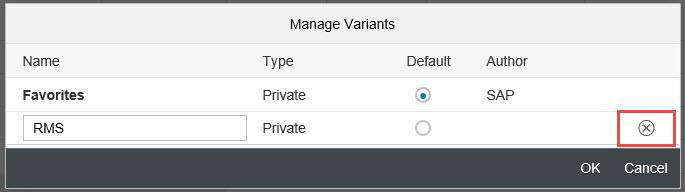 Manage Variants
Name Type Default Author
Favorites Private SAP
RMS Private
OK Cancel